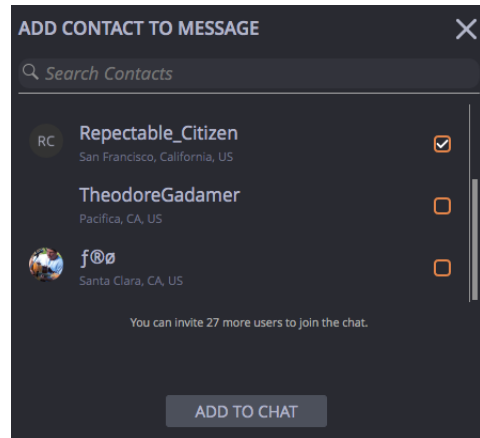 ADD CONTACT TO MESSAGE
Search Contacts
RC
Repectable_Citizen
San Francisco, California, US
TheodoreGadamer
Pacifica, CA, US
ƒ®ø
Santa Clara, CA, US
You can invite 27 more users to join the chat.
ADD TO CHAT